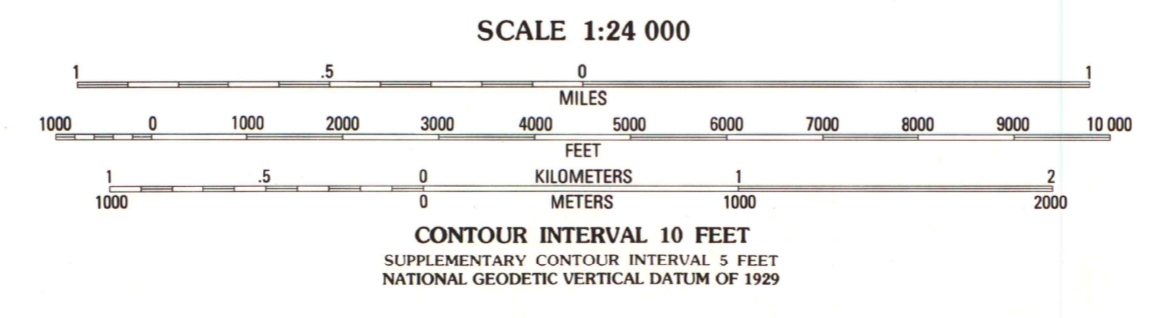 SCALE 1:24 000
1 .5 0 1
MILES
1000 0 1000 2000 3000 4000 5000 6000 7000 8000 9000 10 000
FEET
1 .5 0 KILOMETERS 1 2
1000 0 METERS 1000 2000
CONTOUR INTERVAL 10 FEET
SUPPLEMENTARY CONTOUR INTERVAL 5 FEET
NATIONAL GEODETIC VERTICAL DATUM OF 1929